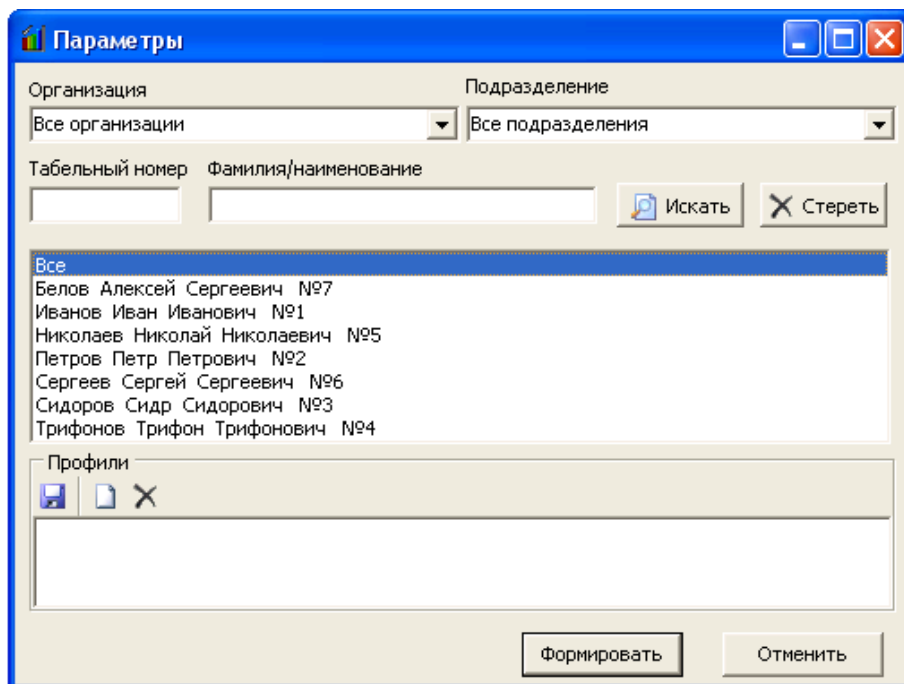 Параметры
Организация Подразделение
Все организации Все подразделения
Табельный номер Фамилия/наименование
Искать Стереть
Все
Белов Алексей Сергеевич №7
Иванов Иван Иванович №1
Николаев Николай Николаевич №5
Петров Петр Петрович №2
Сергеев Сергей Сергеевич №6
Сидоров Сидр Сидорович №3
Трифонов Трифон Трифонович №4
Профили
Формировать Отменить